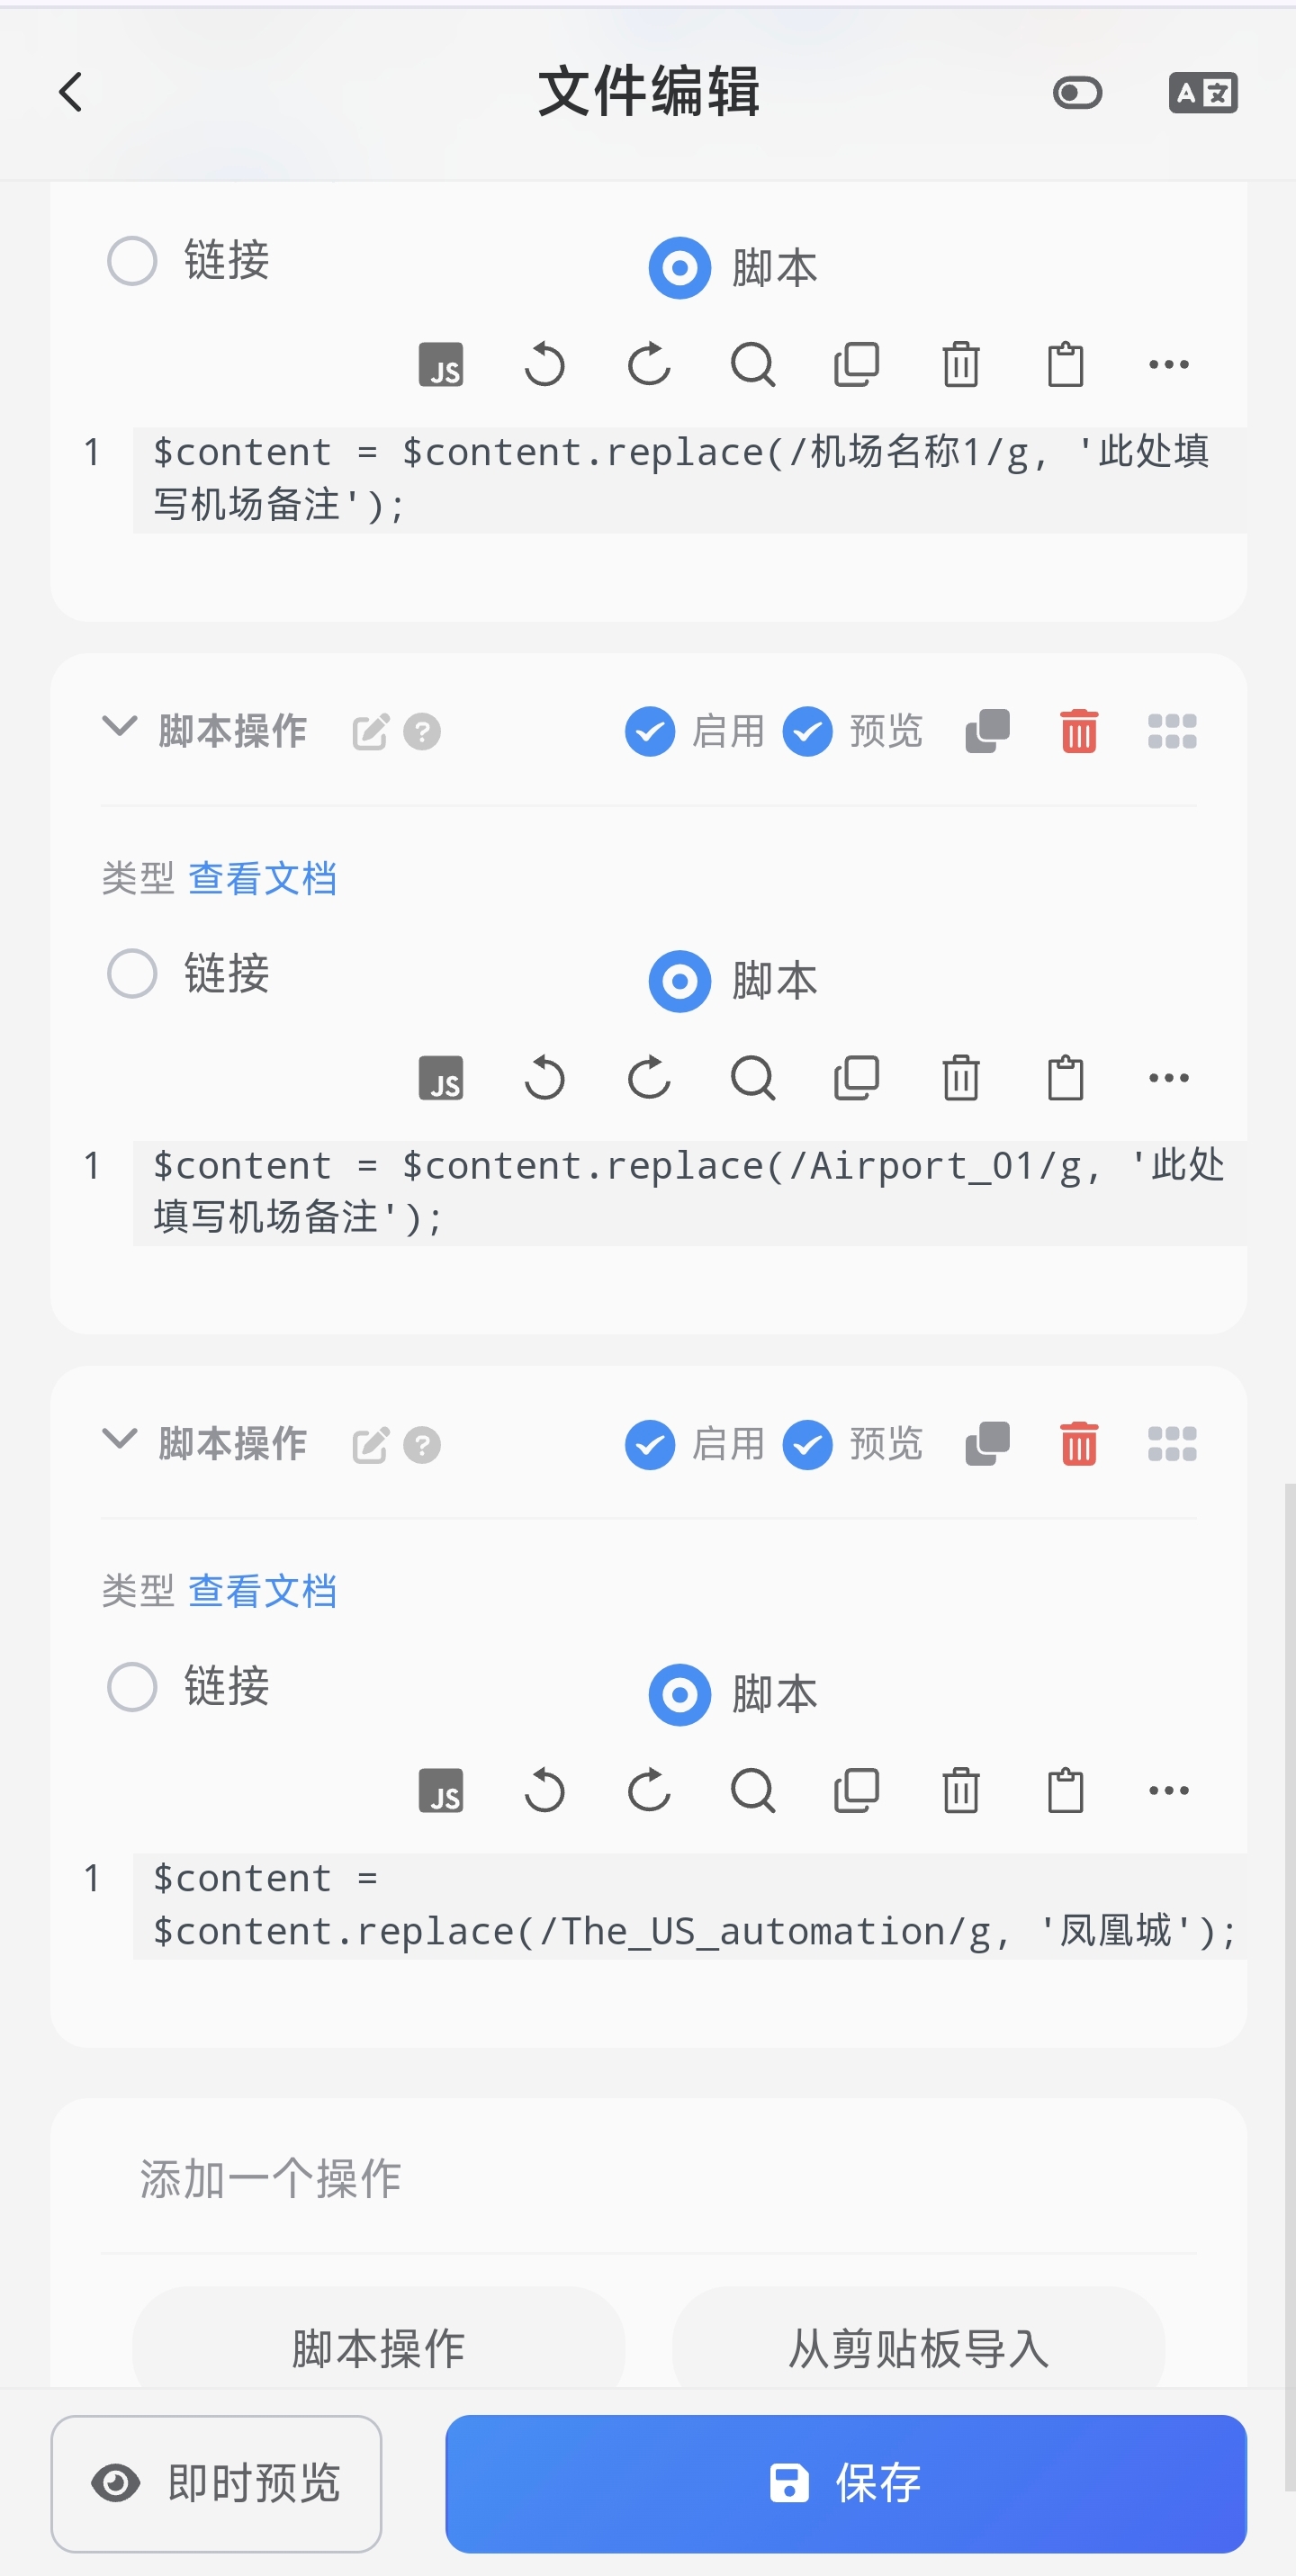 文件编辑
A 文
链接 脚本
JS
1 $content = $content.replace(/机场名称1/g, '此处填
写机场备注');
脚本操作 ? 启用 预览
类型 查看文档
链接 脚本
JS
1 $content = $content.replace(/Airport_01/g, '此处
填写机场备注');
脚本操作 ? 启用 预览
类型 查看文档
链接 脚本
JS
1 $content =
$content.replace(/The_US_automation/g, '凤凰城');
添加一个操作
脚本操作 从剪贴板导入
即时预览 保存